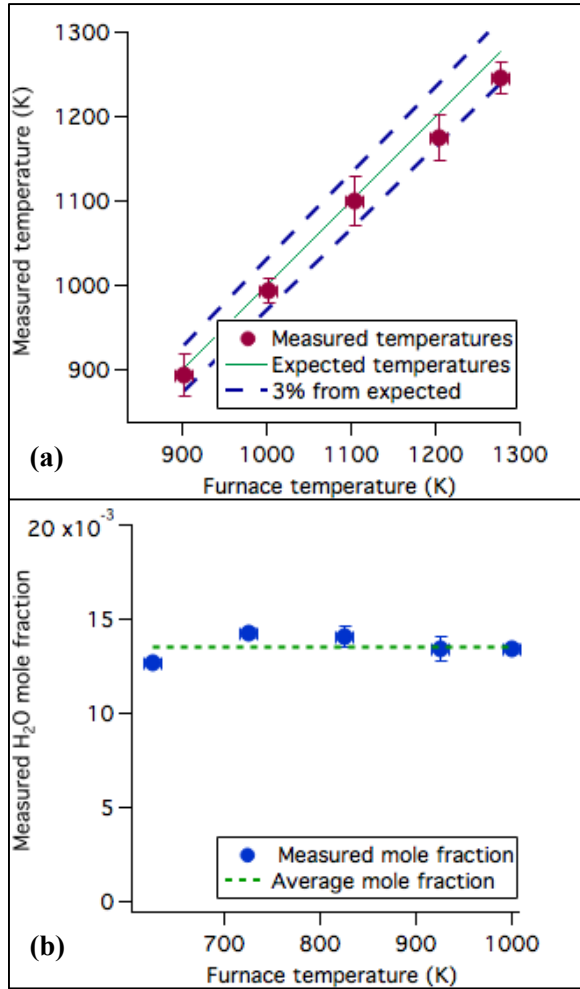 1300
1200
1100
1000
900
Measured temperature (K)
Measured temperatures
Expected temperatures
3% from expected
900 1000 1100 1200 1300
(a)
Furnace temperature (K)
20 x10⁻³
15
10
5
0
Measured H₂O mole fraction
Measured mole fraction
Average mole fraction
700 800 900 1000
(b)
Furnace temperature (K)